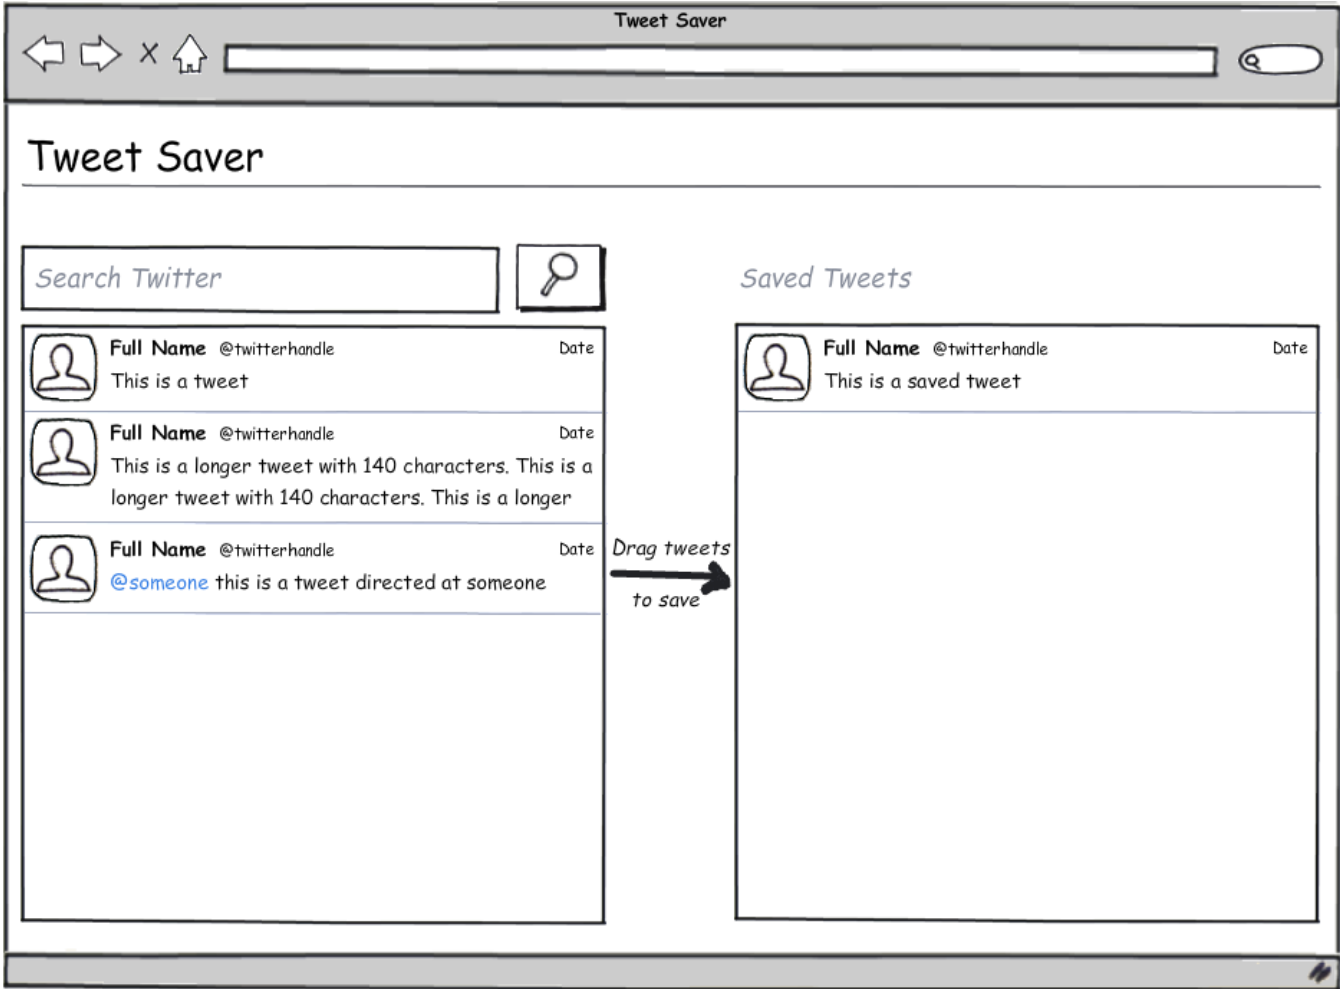 Tweet Saver
Tweet Saver
Search Twitter
Full Name @twitterhandle Date
This is a tweet
Full Name @twitterhandle Date
This is a longer tweet with 140 characters. This is a
longer tweet with 140 characters. This is a longer
Full Name @twitterhandle Date
@someone this is a tweet directed at someone
Drag tweets
to save
Saved Tweets
Full Name @twitterhandle Date
This is a saved tweet